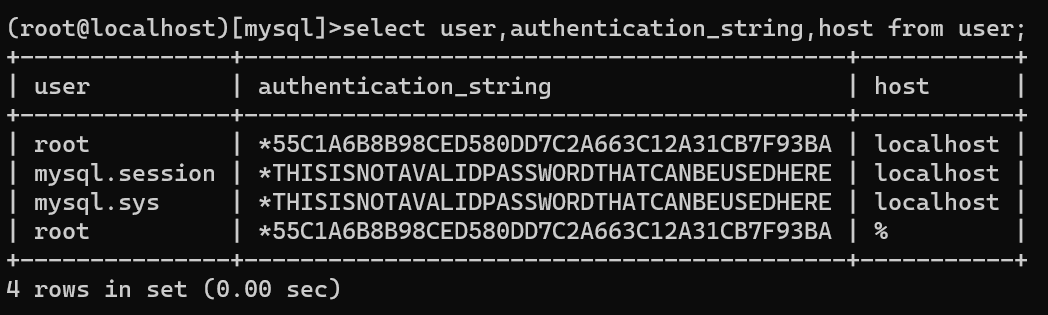 (root@localhost)[mysql]>select user,authentication_string,host from user;
+---------------+-------------------------------------------+-----------+
| user          | authentication_string                     | host      |
+---------------+-------------------------------------------+-----------+
| root          | *55C1A6B8B98CED580DD7C2A663C12A31CB7F93BA | localhost |
| mysql.session | *THISISNOTAVALIDPASSWORDTHATCANBEUSEDHERE | localhost |
| mysql.sys     | *THISISNOTAVALIDPASSWORDTHATCANBEUSEDHERE | localhost |
| root          | *55C1A6B8B98CED580DD7C2A663C12A31CB7F93BA | %         |
+---------------+-------------------------------------------+-----------+
4 rows in set (0.00 sec)